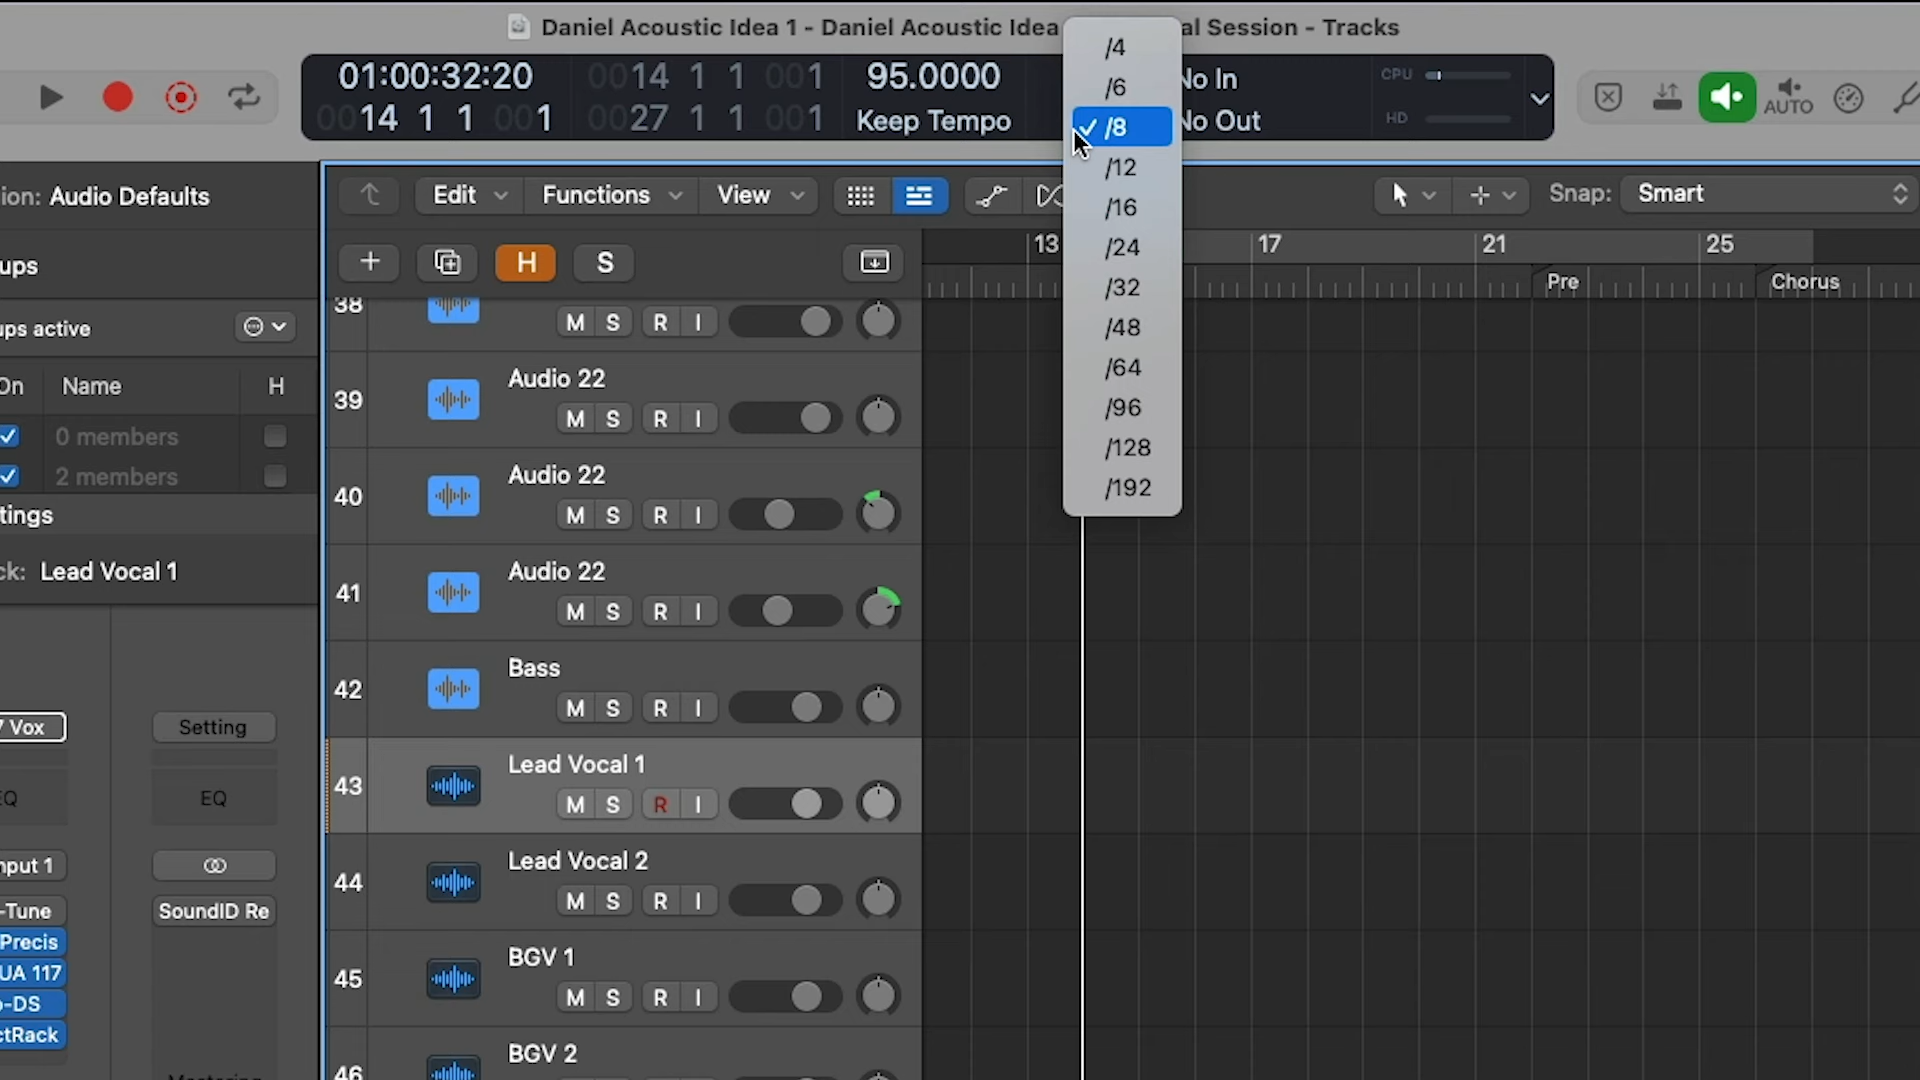 Daniel Acoustic Idea 1 - Daniel Acoustic Idea al Session - Tracks
01:00:32:20 0014 1 1 001 95.0000 No In CPU
0014 1 1 001 0027 1 1 001 Keep Tempo No Out HD
AUTO
/4
/6
✓ /8
/12
/16
/24
/32
/48
/64
/96
/128
/192
ion: Audio Defaults
Edit Functions View Snap: Smart
ups
+ H S
13 17 21 25
Pre Chorus
ups active
On Name H
0 members
2 members
tings
ck: Lead Vocal 1
7 Vox Setting
EQ EQ
nput 1
-Tune SoundID Re
Precis
UA 117
o-DS
ctRack
38 M S R I
39 Audio 22
M S R I
40 Audio 22
M S R I
41 Audio 22
M S R I
42 Bass
M S R I
43 Lead Vocal 1
M S R I
44 Lead Vocal 2
M S R I
45 BGV 1
M S R I
46 BGV 2